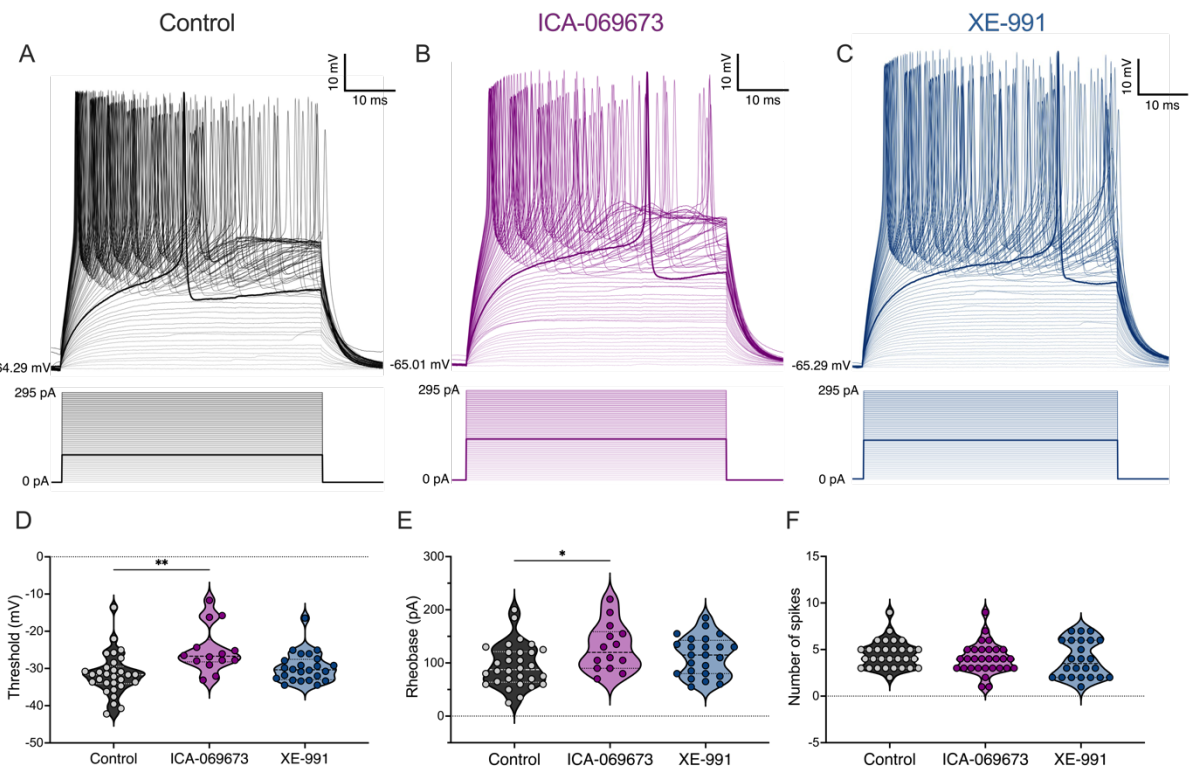 Control
ICA-069673
XE-991
A
B
C
10 mV
10 ms
10 mV
10 ms
10 mV
10 ms
64.29 mV
-65.01 mV
-65.29 mV
295 pA
0 pA
295 pA
0 pA
295 pA
0 pA
D
E
F
**
*
Threshold (mV)
0
-10
-20
-30
-40
-50
Control
ICA-069673
XE-991
Rheobase (pA)
300
200
100
0
Control
ICA-069673
XE-991
Number of spikes
15
10
5
0
-5
Control
ICA-069673
XE-991